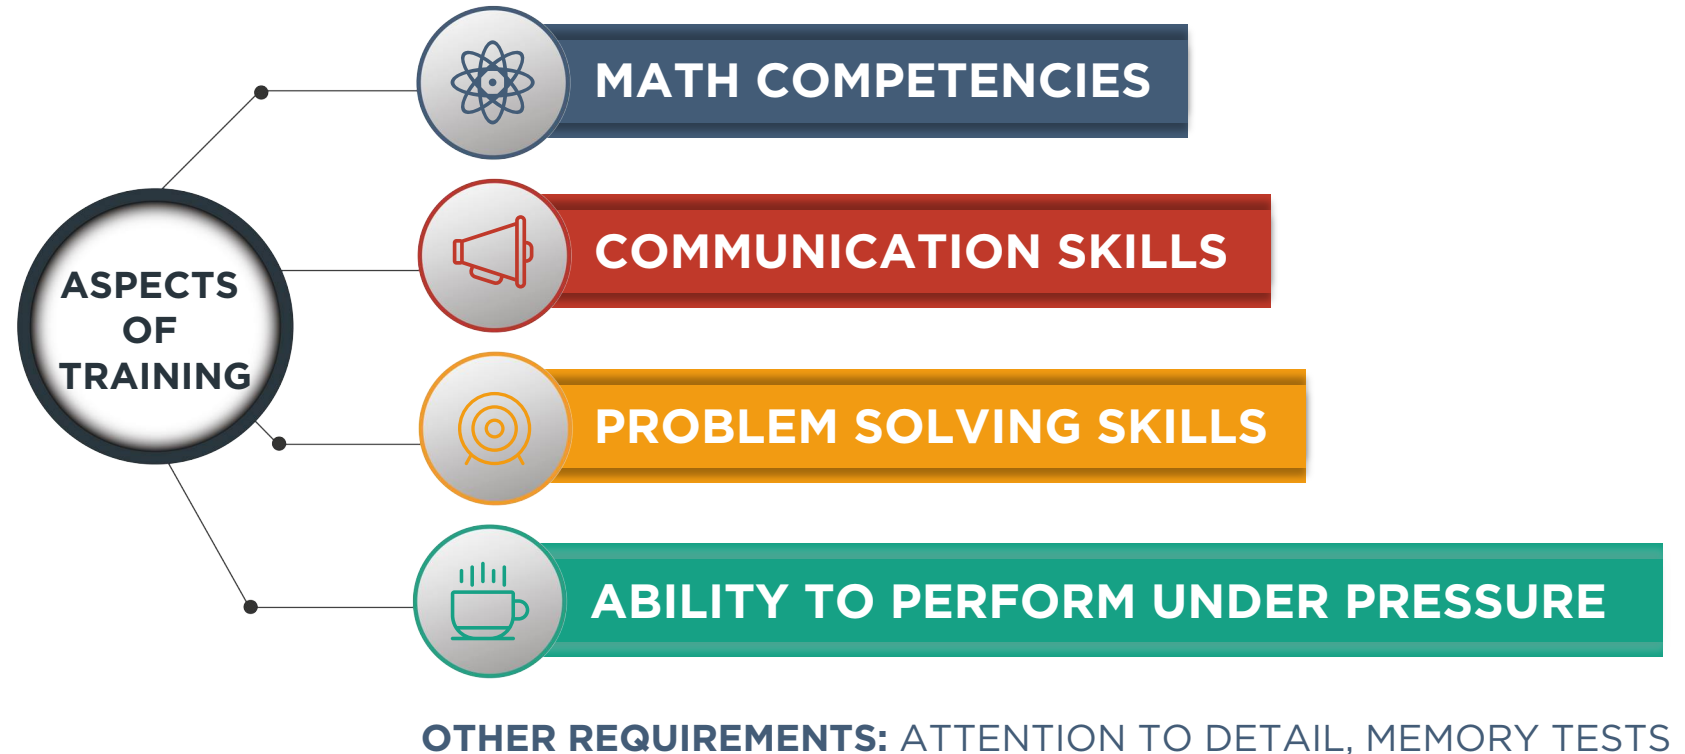 ASPECTS
OF
TRAINING
MATH COMPETENCIES
COMMUNICATION SKILLS
PROBLEM SOLVING SKILLS
ABILITY TO PERFORM UNDER PRESSURE
OTHER REQUIREMENTS: ATTENTION TO DETAIL, MEMORY TESTS